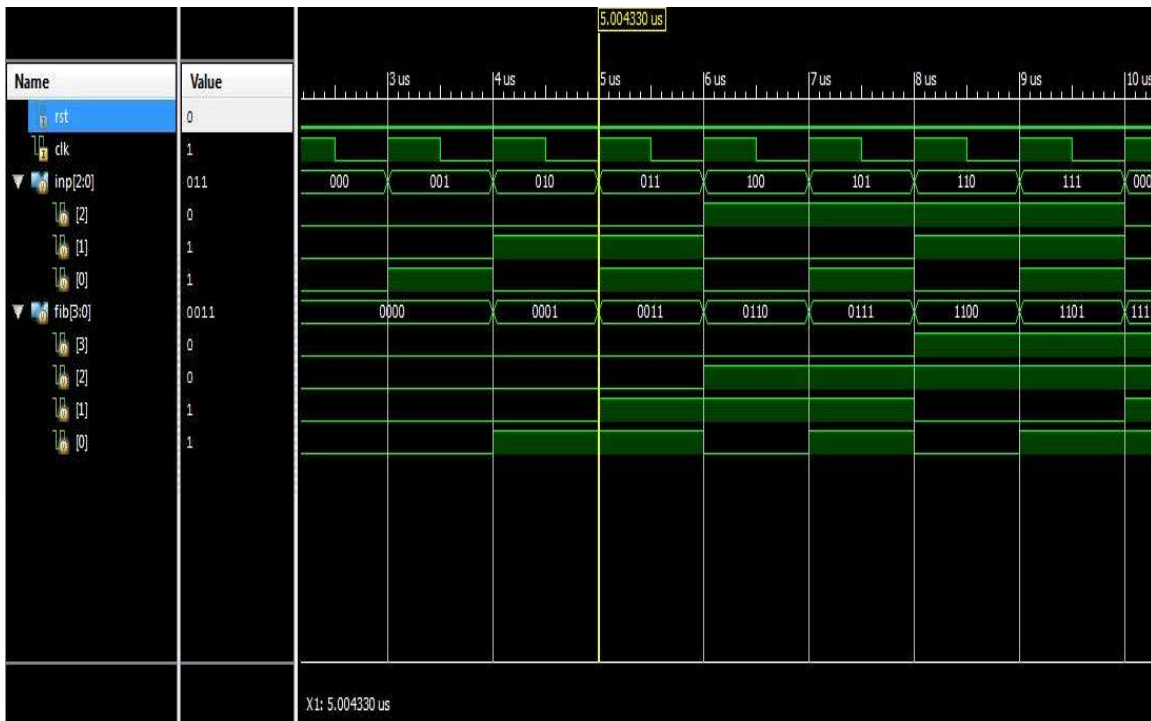 5.004330 us
Name Value
3 us 4 us 5 us 6 us 7 us 8 us 9 us 10 us
rst 0
clk 1
inp[2:0] 011 000 001 010 011 100 101 110 111 000
[2] 0
[1] 1
[0] 1
fib[3:0] 0011 0000 0001 0011 0110 0111 1100 1101 111
[3] 0
[2] 0
[1] 1
[0] 1
X1: 5.004330 us